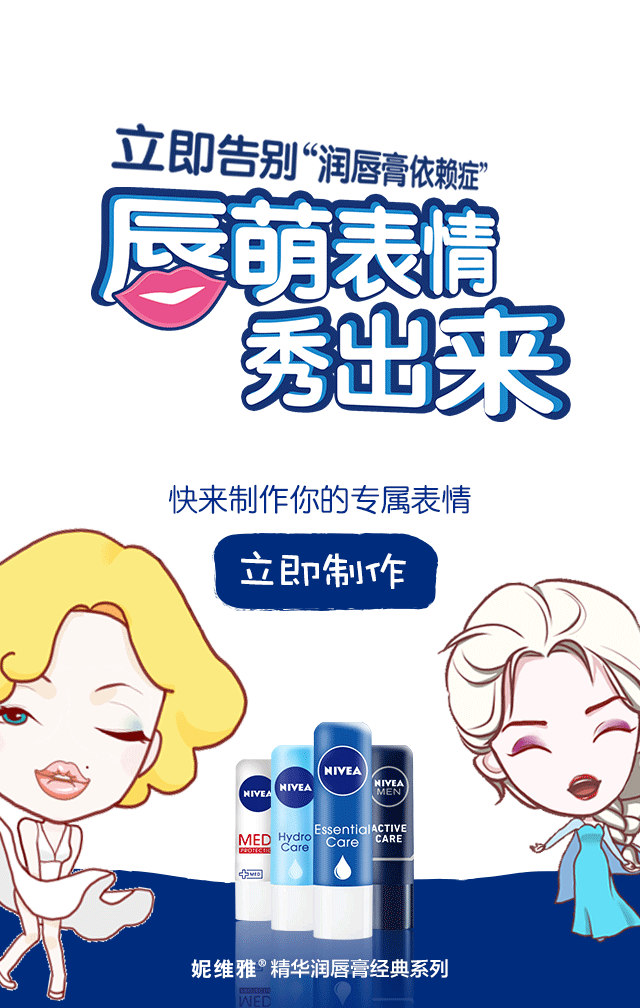 立即告别“润唇膏依赖症”
唇萌表情
秀出来
快来制作你的专属表情
立即制作
NIVEA
MED
PROTECTION
MED
NIVEA
Hydro
Care
NIVEA
Essential
Care
NIVEA
MEN
ACTIVE
CARE
妮维雅® 精华润唇膏经典系列